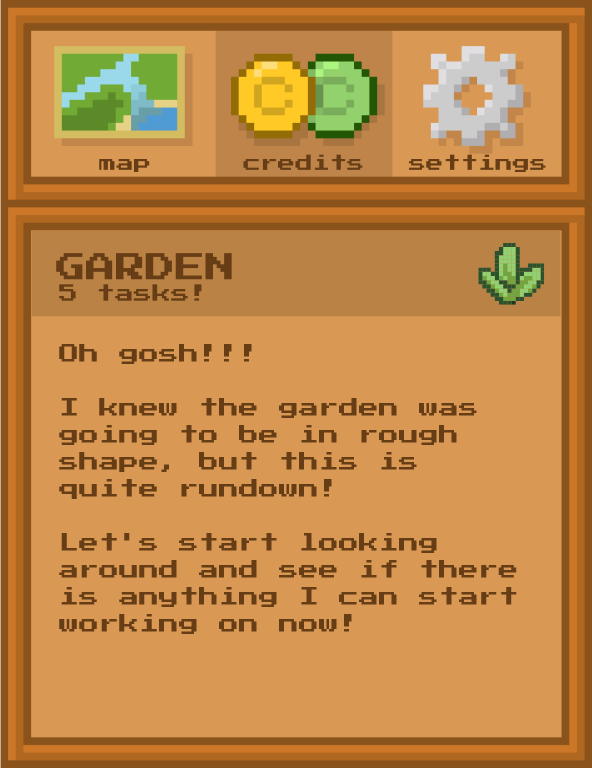 map
credits
settings
GARDEN
5 tasks!
Oh gosh!!!
I knew the garden was
going to be in rough
shape, but this is
quite rundown!
Let's start looking
around and see if there
is anything I can start
working on now!